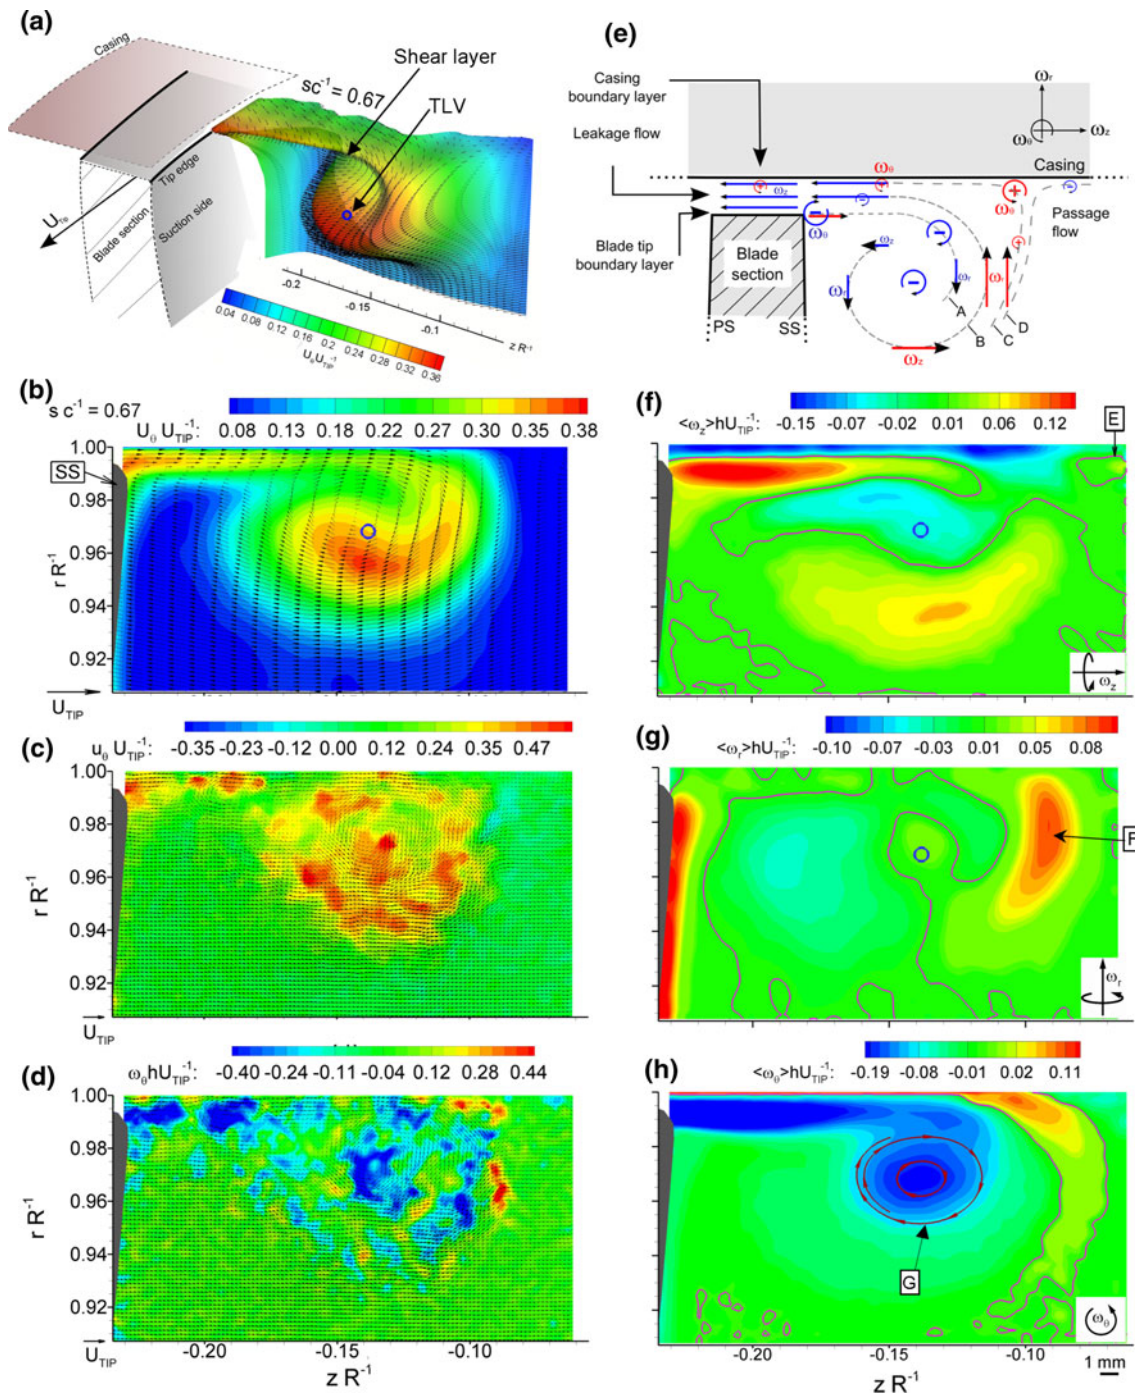 (a)
Casing
Shear layer
sc⁻¹ = 0.67
TLV
Tip edge
U_Tip
Blade section
Suction side
-0.2
-0.15
-0.1
z R⁻¹
0.04 0.08 0.12 0.16 0.2 0.24 0.28 0.32 0.36
U_θ U_TIP⁻¹
(e)
Casing boundary layer
Leakage flow
Blade tip boundary layer
ω_r
ω_θ
ω_z
Casing
ω_θ
ω_z
ω_θ
Passage flow
ω_θ
Blade section
ω_z
ω_r
ω_r
ω_r
A
B
C
D
PS
SS
ω_z
(b)
s c⁻¹ = 0.67
U_θ U_TIP⁻¹: 0.08 0.13 0.18 0.22 0.27 0.30 0.35 0.38
SS
1.00
0.98
0.96
0.94
0.92
r R⁻¹
U_TIP
(f)
<ω_z>hU_TIP⁻¹: -0.15 -0.07 -0.02 0.01 0.06 0.12
E
ω_z
(c)
u_θ U_TIP⁻¹: -0.35 -0.23 -0.12 0.00 0.12 0.24 0.35 0.47
1.00
0.98
0.96
0.94
0.92
r R⁻¹
U_TIP
(g)
<ω_r>hU_TIP⁻¹: -0.10 -0.07 -0.03 0.01 0.05 0.08
F
ω_r
(d)
ω_θhU_TIP⁻¹: -0.40 -0.24 -0.11 -0.04 0.12 0.28 0.44
1.00
0.98
0.96
0.94
0.92
r R⁻¹
U_TIP
-0.20 -0.15 -0.10
z R⁻¹
(h)
<ω_θ>hU_TIP⁻¹: -0.19 -0.08 -0.01 0.02 0.11
G
ω_θ
-0.20 -0.15 -0.10
1 mm
z R⁻¹